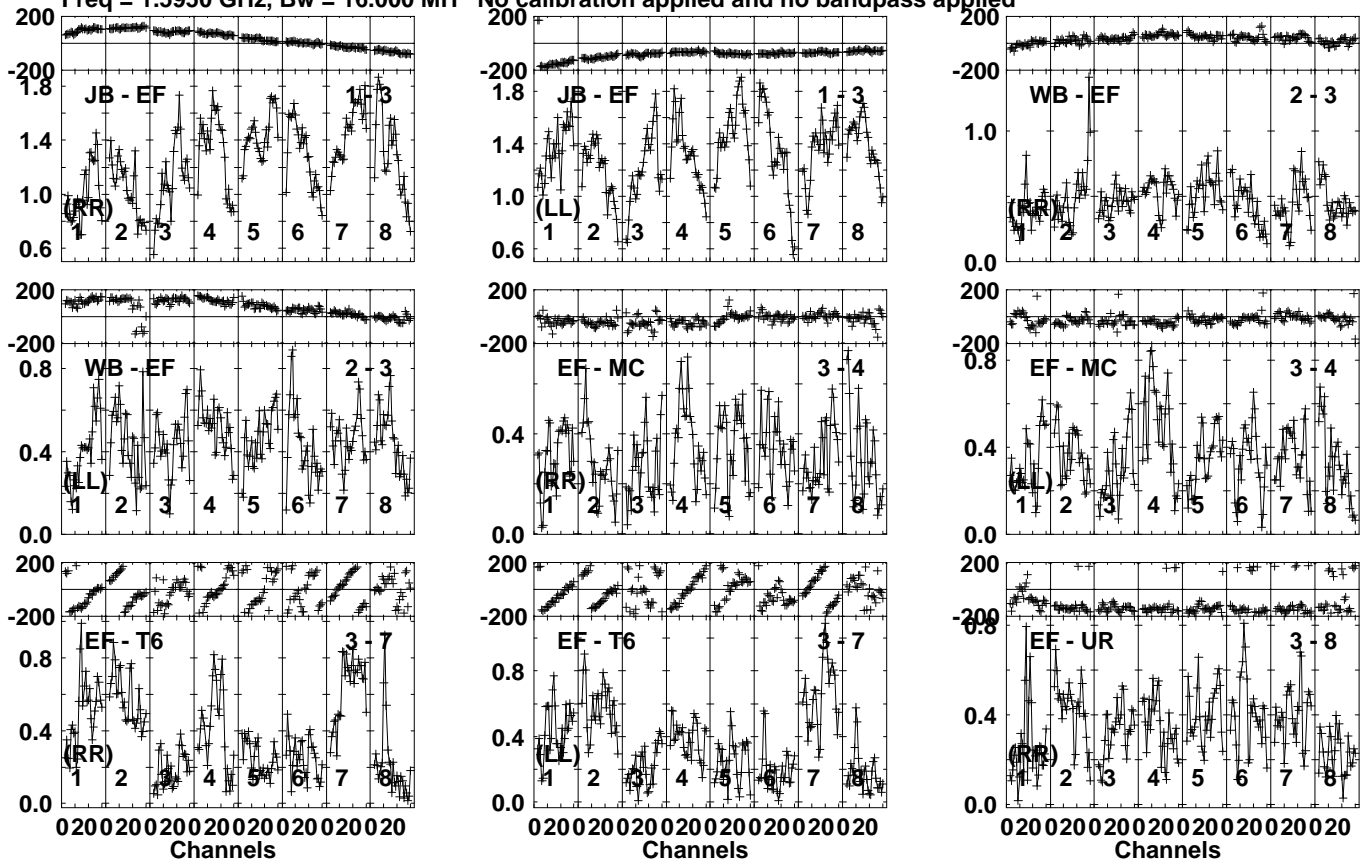 Freq = 1.5950 GHz, Bw = 16.000 MH No calibration applied and no bandpass applied
200 200 200
-200 -200 -200
JB - EF 1 - 3 JB - EF 1 - 3 WB - EF 2 - 3
1.8 1.8
1.4 1.4 1.0
1.0 1.0
(RR) (LL) (RR)
1 2 3 4 5 6 7 8 1 2 3 4 5 6 7 8 1 2 3 4 5 6 7 8
0.6 0.6 0.0
200 200 200
-200 -200 -200
WB - EF 2 - 3 EF - MC 3 - 4 EF - MC 3 - 4
0.8 0.8
0.4 0.4 0.4
(LL) (RR) (LL)
1 2 3 4 5 6 7 8 1 2 3 4 5 6 7 8 1 2 3 4 5 6 7 8
0.0 0.0 0.0
200 200 200
-200 -200 -200
EF - T6 3 - 7 EF - T6 3 - 7 EF - UR 3 - 8
0.8 0.8 0.8
0.4 0.4 0.4
(RR) (LL) (RR)
1 2 3 4 5 6 7 8 1 2 3 4 5 6 7 8 1 2 3 4 5 6 7 8
0.0 0.0 0.0
0 20 0 20 0 20 0 20 0 20 0 20 0 20 0 20 0 20 0 20 0 20 0 20 0 20 0 20 0 20 0 20 0 20 0 20 0 20 0 20 0 20 0 20 0 20 0 20
Channels Channels Channels